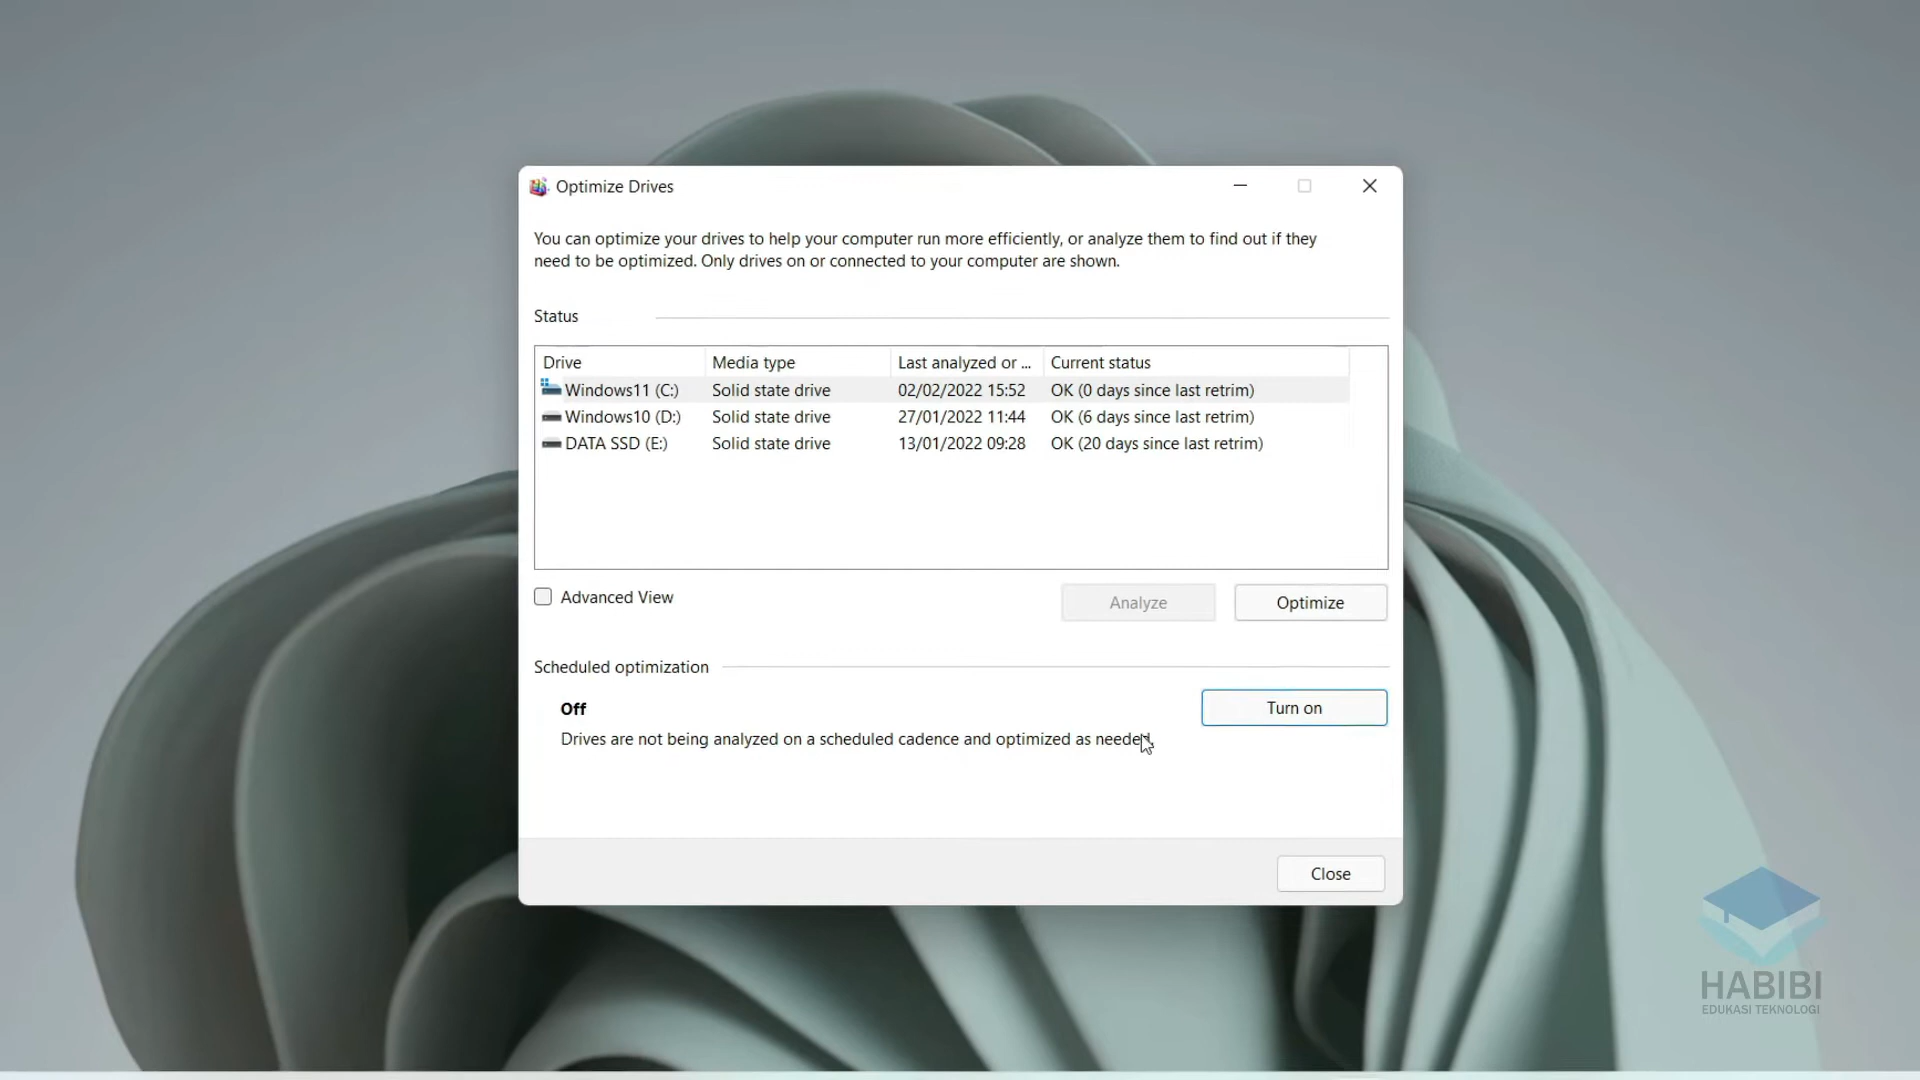 Optimize Drives
You can optimize your drives to help your computer run more efficiently, or analyze them to find out if they
need to be optimized. Only drives on or connected to your computer are shown.
Status
Drive Media type Last analyzed or ... Current status
Windows11 (C:) Solid state drive 02/02/2022 15:52 OK (0 days since last retrim)
Windows10 (D:) Solid state drive 27/01/2022 11:44 OK (6 days since last retrim)
DATA SSD (E:) Solid state drive 13/01/2022 09:28 OK (20 days since last retrim)
Advanced View Analyze Optimize
Scheduled optimization
Off Turn on
Drives are not being analyzed on a scheduled cadence and optimized as needed.
Close
HABIBI
EDUKASI TEKNOLOGI